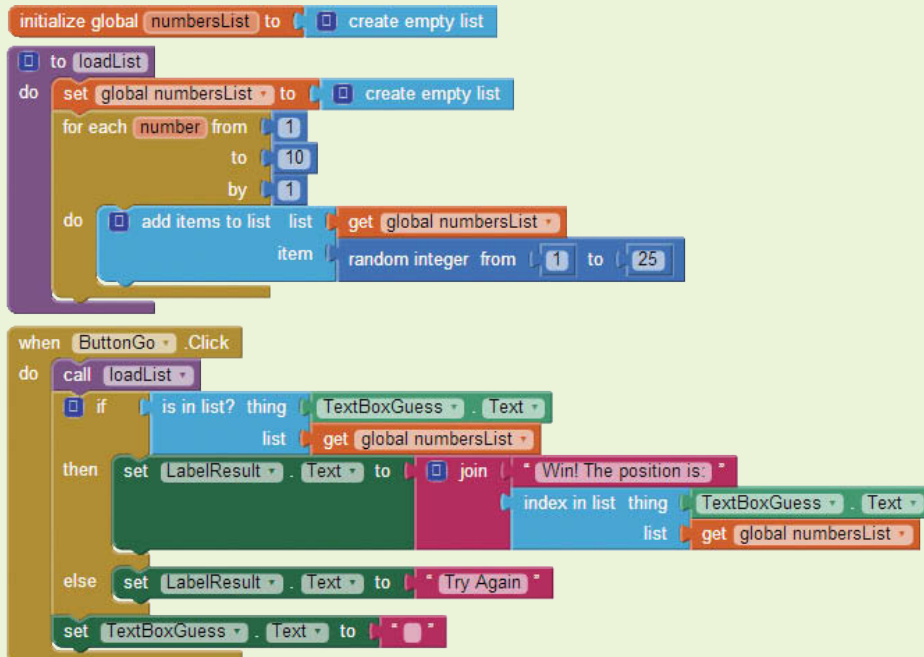 initialize global numbersList to create empty list
to loadList
do set global numbersList to create empty list
for each number from 1
to 10
by 1
do add items to list list get global numbersList
item random integer from 1 to 25
when ButtonGo .Click
do call loadList
if is in list? thing TextBoxGuess . Text
list get global numbersList
then set LabelResult . Text to join " Win! The position is: "
index in list thing TextBoxGuess . Text
list get global numbersList
else set LabelResult . Text to " Try Again "
set TextBoxGuess . Text to " "